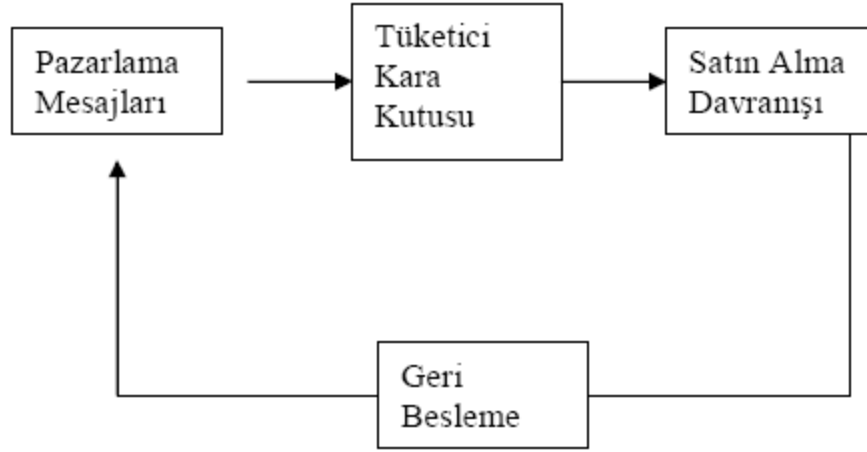 Pazarlama
Mesajları
Tüketici
Kara
Kutusu
Satın Alma
Davranışı
Geri
Besleme